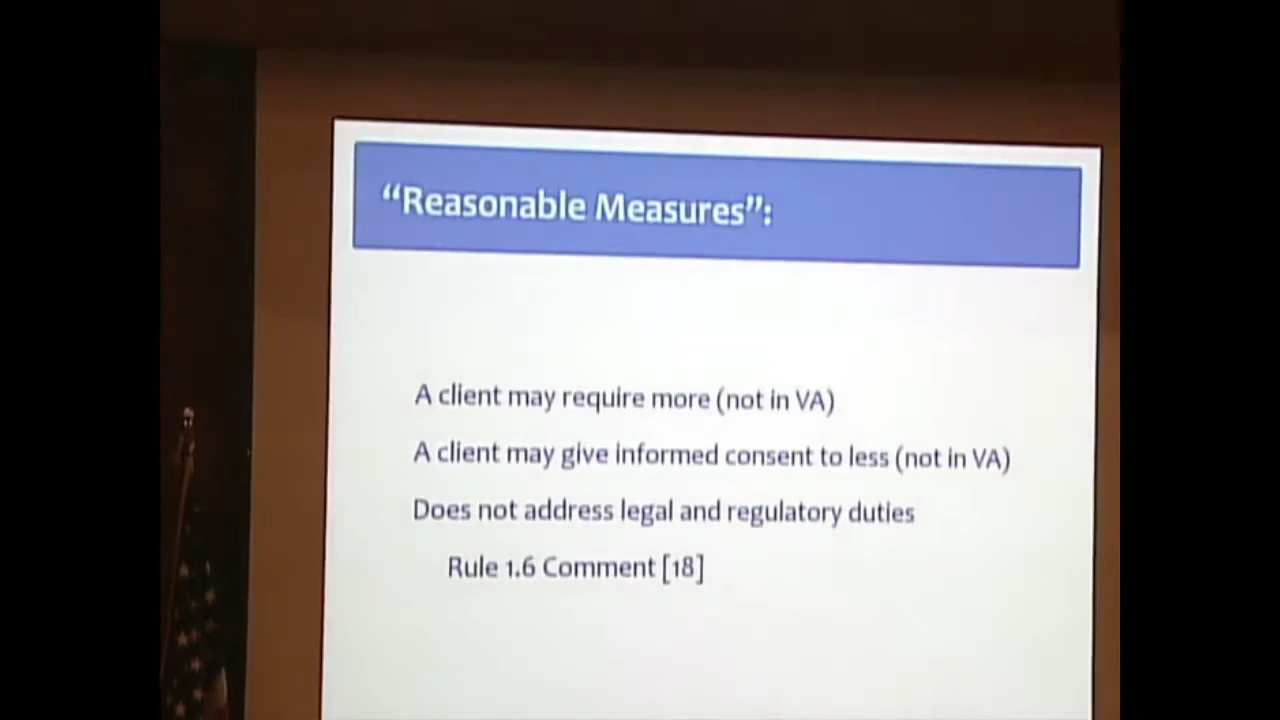 “Reasonable Measures”:
A client may require more (not in VA)
A client may give informed consent to less (not in VA)
Does not address legal and regulatory duties
Rule 1.6 Comment [18]